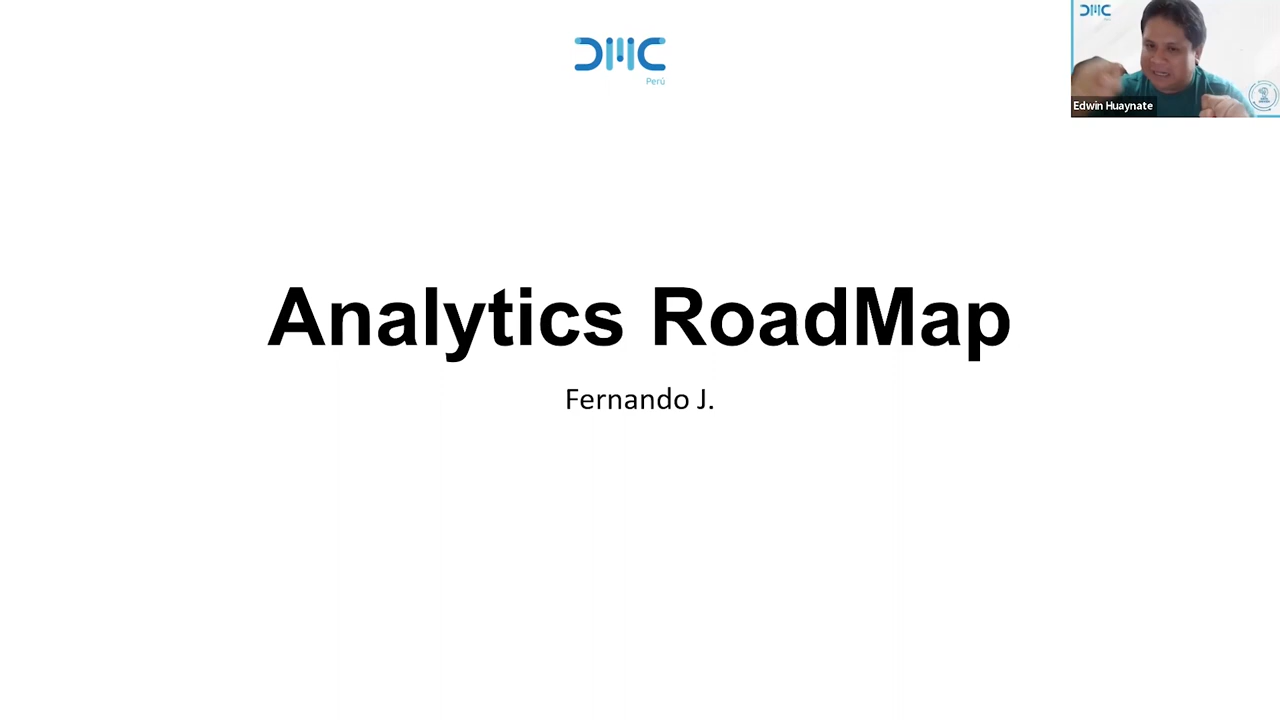 DMC
Perú
DMC
Edwin Huaynate
Analytics RoadMap
Fernando J.